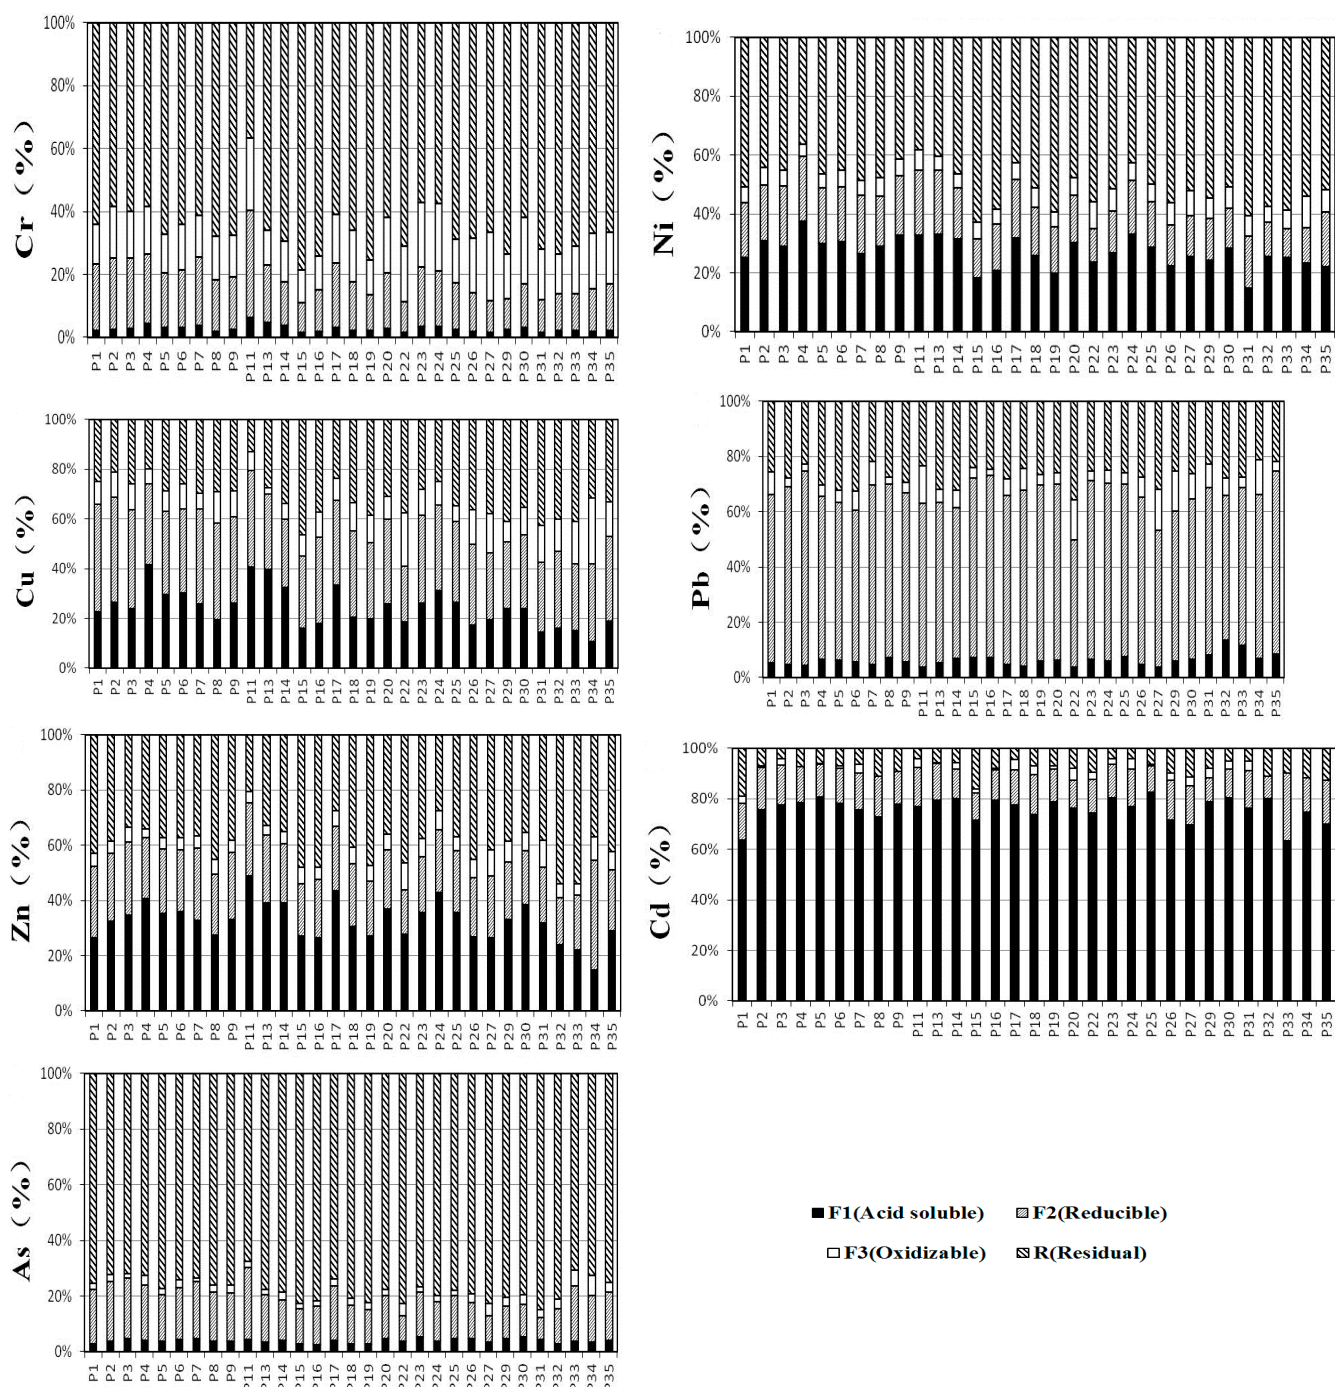 Cr (%)
100%
80%
60%
40%
20%
0%
P1 P2 P3 P4 P5 P6 P7 P8 P9 P11 P13 P14 P15 P16 P17 P18 P19 P20 P22 P23 P24 P25 P26 P27 P29 P30 P31 P32 P33 P34 P35
Ni (%)
100%
80%
60%
40%
20%
0%
P1 P2 P3 P4 P5 P6 P7 P8 P9 P11 P13 P14 P15 P16 P17 P18 P19 P20 P22 P23 P24 P25 P26 P27 P29 P30 P31 P32 P33 P34 P35
Cu (%)
100%
80%
60%
40%
20%
0%
P1 P2 P3 P4 P5 P6 P7 P8 P9 P11 P13 P14 P15 P16 P17 P18 P19 P20 P22 P23 P24 P25 P26 P27 P29 P30 P31 P32 P33 P34 P35
Pb (%)
100%
80%
60%
40%
20%
0%
P1 P2 P3 P4 P5 P6 P7 P8 P9 P11 P13 P14 P15 P16 P17 P18 P19 P20 P22 P23 P24 P25 P26 P27 P29 P30 P31 P32 P33 P34 P35
Zn (%)
100%
80%
60%
40%
20%
0%
P1 P2 P3 P4 P5 P6 P7 P8 P9 P11 P13 P14 P15 P16 P17 P18 P19 P20 P22 P23 P24 P25 P26 P27 P29 P30 P31 P32 P33 P34 P35
Cd (%)
100%
80%
60%
40%
20%
0%
P1 P2 P3 P4 P5 P6 P7 P8 P9 P11 P13 P14 P15 P16 P17 P18 P19 P20 P22 P23 P24 P25 P26 P27 P29 P30 P31 P32 P33 P34 P35
As (%)
100%
80%
60%
40%
20%
0%
P1 P2 P3 P4 P5 P6 P7 P8 P9 P11 P13 P14 P15 P16 P17 P18 P19 P20 P22 P23 P24 P25 P26 P27 P29 P30 P31 P32 P33 P34 P35
F1(Acid soluble) F2(Reducible)
F3(Oxidizable) R(Residual)